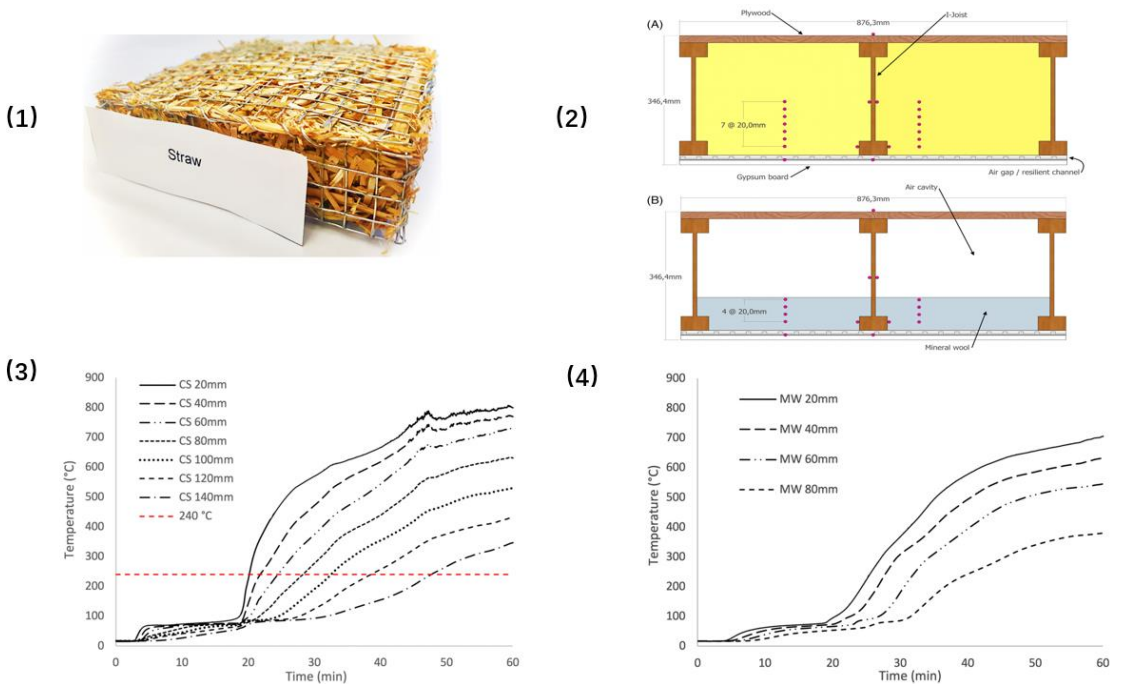 (1)
Straw
(2)
(A)
Plywood
876,3mm
I-Joist
346,4mm
7 @ 20,0mm
Gypsum board
Air gap / resilient channel
(B)
Air cavity
876,3mm
346,4mm
4 @ 20,0mm
Mineral wool
(3)
900
800
700
600
500
400
300
200
100
0
Temperature (°C)
CS 20mm
CS 40mm
CS 60mm
CS 80mm
CS 100mm
CS 120mm
CS 140mm
240 °C
0
10
20
30
40
50
60
Time (min)
(4)
900
800
700
600
500
400
300
200
100
0
Temperature (°C)
MW 20mm
MW 40mm
MW 60mm
MW 80mm
0
10
20
30
40
50
60
Time (min)